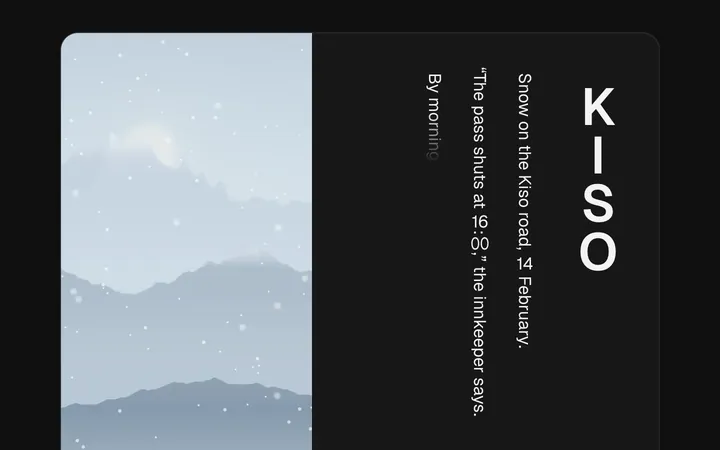 KISO
Snow on the Kiso road, 14 February.
“The pass shuts at 16:00,” the innkeeper says.
By morning